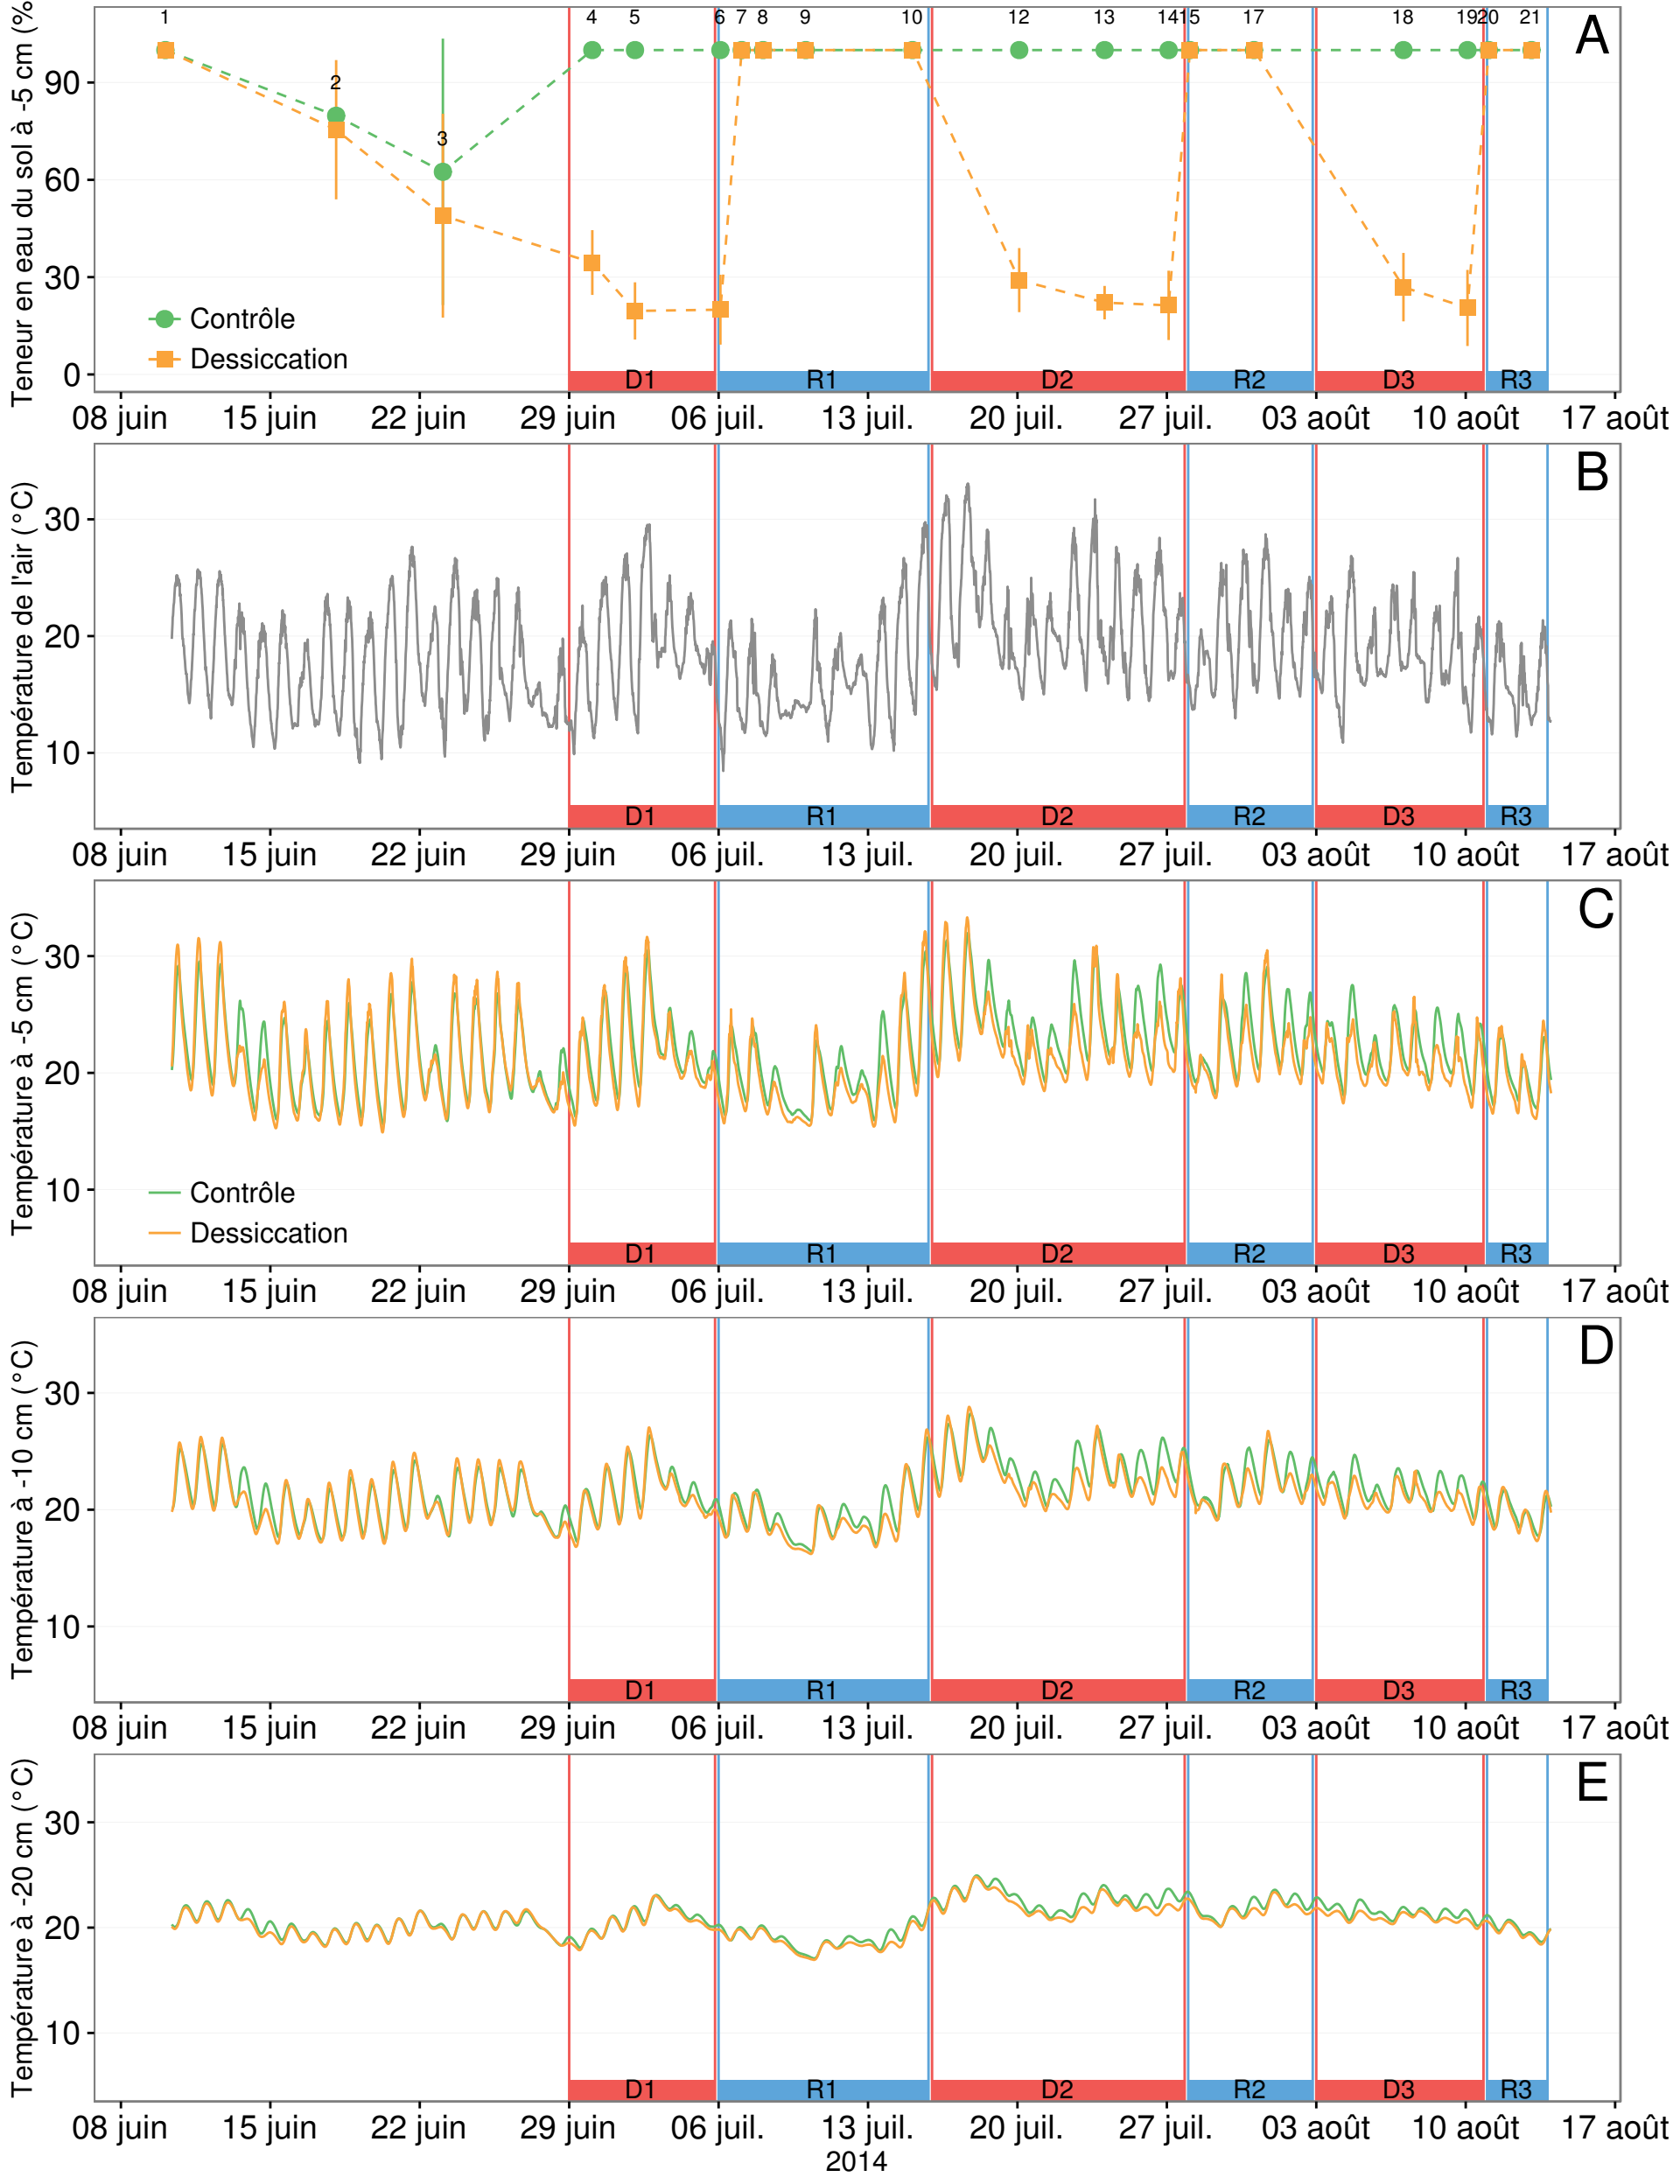 Teneur en eau du sol à -5 cm (%
1 2 3 4 5 6 7 8 9 10 12 13 14 15 17 18 19 20 21
A
90
60
30
0
Contrôle
Dessiccation
D1 R1 D2 R2 D3 R3
08 juin 15 juin 22 juin 29 juin 06 juil. 13 juil. 20 juil. 27 juil. 03 août 10 août 17 août
Température de l'air (°C)
B
30
20
10
D1 R1 D2 R2 D3 R3
08 juin 15 juin 22 juin 29 juin 06 juil. 13 juil. 20 juil. 27 juil. 03 août 10 août 17 août
Température à -5 cm (°C)
C
30
20
10
Contrôle
Dessiccation
D1 R1 D2 R2 D3 R3
08 juin 15 juin 22 juin 29 juin 06 juil. 13 juil. 20 juil. 27 juil. 03 août 10 août 17 août
Température à -10 cm (°C)
D
30
20
10
D1 R1 D2 R2 D3 R3
08 juin 15 juin 22 juin 29 juin 06 juil. 13 juil. 20 juil. 27 juil. 03 août 10 août 17 août
Température à -20 cm (°C)
E
30
20
10
D1 R1 D2 R2 D3 R3
08 juin 15 juin 22 juin 29 juin 06 juil. 13 juil. 20 juil. 27 juil. 03 août 10 août 17 août
2014